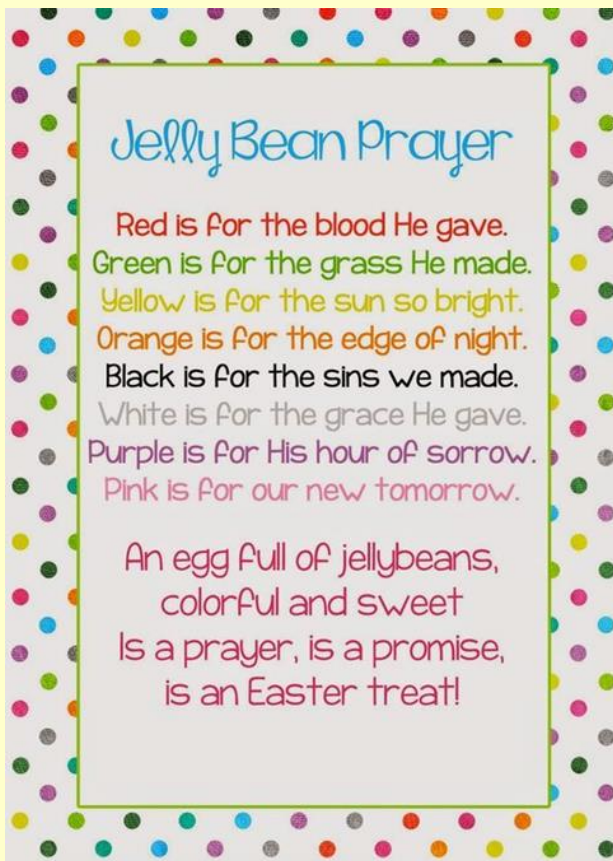 Jelly Bean Prayer
Red is for the blood He gave.
Green is for the grass He made.
Yellow is for the sun so bright.
Orange is for the edge of night.
Black is for the sins we made.
White is for the grace He gave.
Purple is for His hour of sorrow.
Pink is for our new tomorrow.
An egg full of jellybeans,
colorful and sweet
Is a prayer, is a promise,
is an Easter treat!